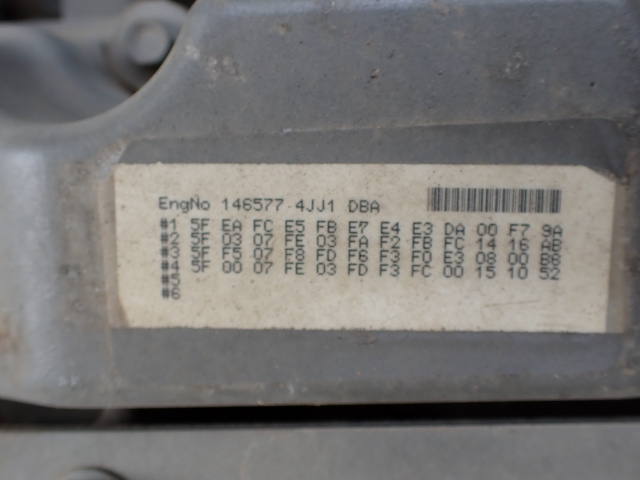 EngNo 146577 4JJ1 DBA
#1 5F EA FC E5 FB E7 E4 E3 DA 00 F7 9A
#2 5F 03 07 FE 03 FA F2 FB FC 14 16 AB
#3 5F F5 07 F8 FD F6 F3 F0 E3 08 00 B6
#4 5F 00 07 FE 03 FD F3 FC 00 15 10 52
#5
#6